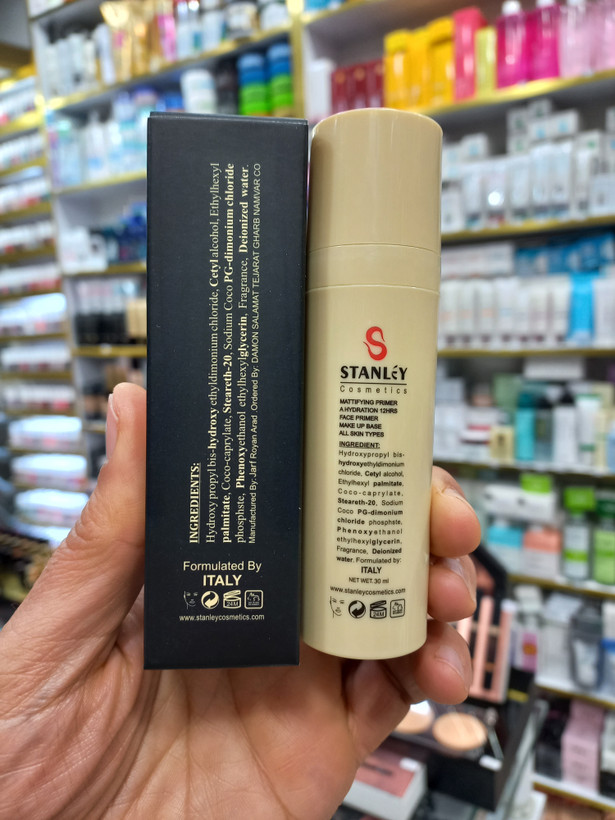 INGREDIENTS:
Hydroxy propyl bis-hydroxy ethyldimonium chloride, Cetyl alcohol, Ethylhexyl
palmitate, Coco-caprylate, Steareth-20, Sodium Coco PG-dimonium chloride
phosphste, Phenoxyethanol ethylhexylglycerin, Fragrance, Deionized water.
Manufactured By:Jarf Royan Arad Ordered By: DAMON SALAMAT TEJARAT GHARB NAMVAR CO
Formulated By
ITALY
24M
www.stanleycosmetics.com
STANLEY
Cosmetics
MATTIFYING PRIMER
A HYDRATION 12HRS
FACE PRIMER
MAKE UP BASE
ALL SKIN TYPES
INGREDIENT:
Hydroxypropyl bis-
hydroxyethyldimonium
chloride, Cetyl alcohol,
Ethylhexyl palmitate,
Coco-caprylate,
Steareth-20, Sodium
Coco PG-dimonium
chloride phosphste,
Phenoxyethanol
ethylhexylglycerin,
Fragrance, Deionized
water. Formulated by:
ITALY
NET WET. 30 ml
www.stanleycosmetics.com
24M